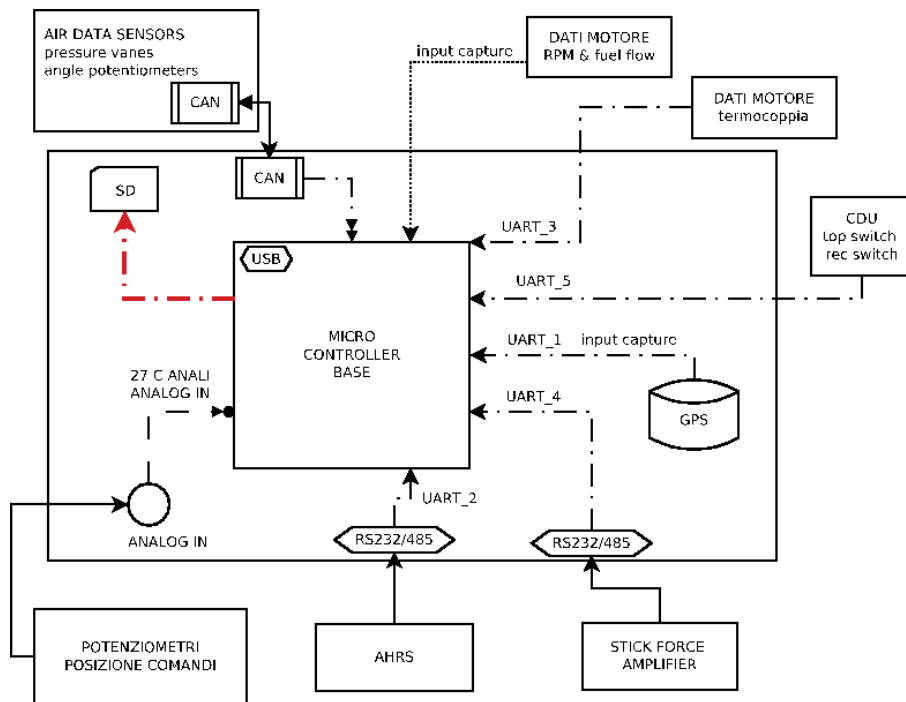 AIR DATA SENSORS
pressure vanes
angle potentiometers
CAN
DATI MOTORE
RPM & fuel flow
input capture
DATI MOTORE
termocoppia
SD
CAN
UART_3
CDU
top switch
rec switch
USB
UART_5
MICRO
CONTROLLER
BASE
UART_1 input capture
27 C ANALI
ANALOG IN
UART_4
GPS
UART_2
ANALOG IN
RS232/485
RS232/485
POTENZIOMETRI
POSIZIONE COMANDI
AHRS
STICK FORCE
AMPLIFIER